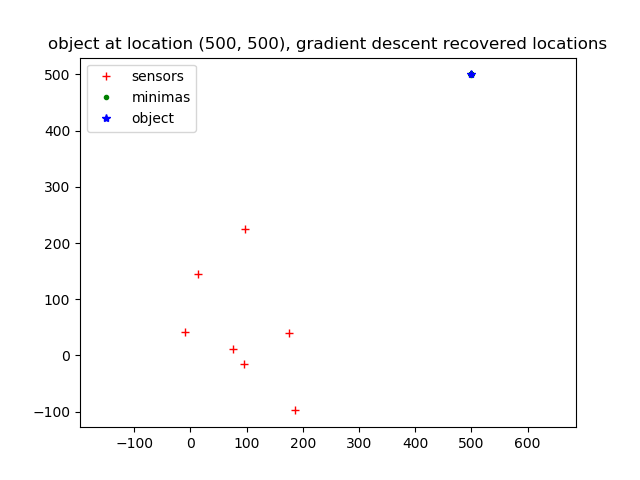 object at location (500, 500), gradient descent recovered locations
sensors
minimas
object
500
400
300
200
100
0
−100
−100 0 100 200 300 400 500 600